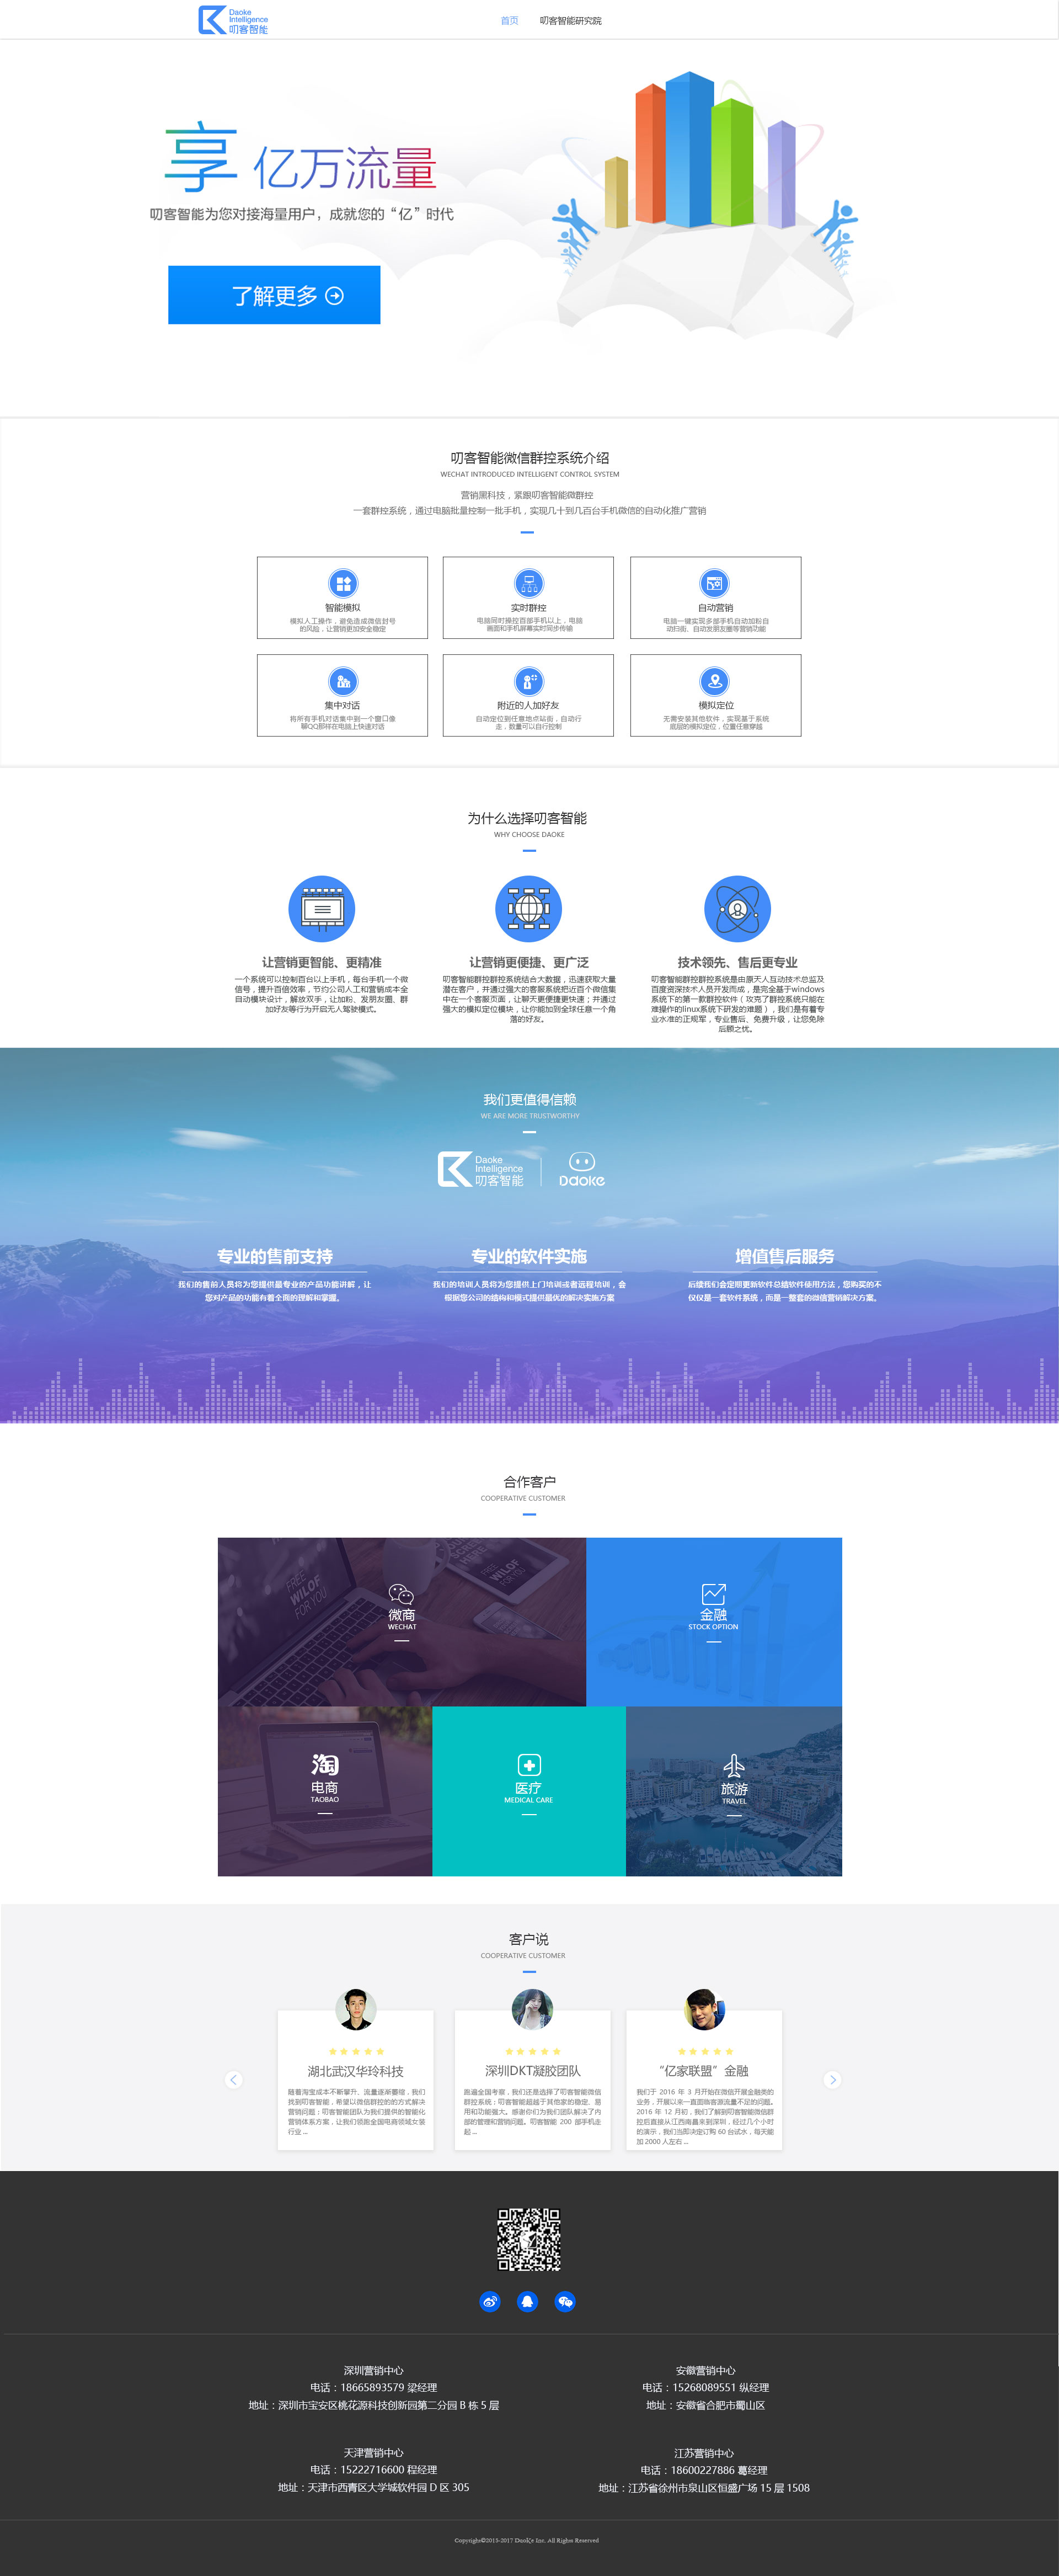 Daoke
Intelligence
叨客智能
首页 叨客智能研究院
享 亿万流量
叨客智能为您对接海量用户，成就您的“亿”时代
了解更多
叨客智能微信群控系统介绍
WECHAT INTRODUCED INTELLIGENT CONTROL SYSTEM
营销黑科技，紧跟叨客智能微群控
一套群控系统，通过电脑批量控制一批手机，实现几十到几百台手机微信的自动化推广营销
智能模拟
模拟人工操作，避免造成微信封号
的风险，让营销更加安全稳定
实时群控
电脑同时操控百部手机以上，电脑
画面和手机屏幕实时同步传输
自动营销
电脑一键实现多部手机自动加粉自
动扫街、自动发朋友圈等营销功能
集中对话
将所有手机对话集中到一个窗口像
聊QQ那样在电脑上快速对话
附近的人加好友
自动定位到任意地点站街，自动行
走，数量可以自行控制
模拟定位
无需安装其他软件，实现基于系统
底层的模拟定位，位置任意穿越
为什么选择叨客智能
WHY CHOOSE DAOKE
让营销更智能、更精准
一个系统可以控制百台以上手机，每台手机一个微
信号，提升百倍效率，节约公司人工和营销成本全
自动模块设计，解放双手，让加粉、发朋友圈、群
加好友等行为开启无人驾驶模式。
让营销更便捷、更广泛
叨客智能群控群控系统结合大数据，迅速获取大量
潜在客户，并通过强大的客服系统把近百个微信集
中在一个客服页面，让聊天更便捷更快速；并通过
强大的模拟定位模块，让你能加到全球任意一个角
落的好友。
技术领先、售后更专业
叨客智能群控群控系统是由原天人互动技术总监及
百度资深技术人员开发而成，是完全基于windows
系统下的第一款群控软件（攻克了群控系统只能在
难操作的linux系统下研发的难题），我们是有着专
业水准的正规军，专业售后、免费升级，让您免除
后顾之忧。
我们更值得信赖
WE ARE MORE TRUSTWORTHY
Daoke
Intelligence
叨客智能
Daoke
专业的售前支持
我们的售前人员将为您提供最专业的产品功能讲解，让
您对产品的功能有着全面的理解和掌握。
专业的软件实施
我们的培训人员将为您提供上门培训或者远程培训，会
根据您公司的结构和模式提供最优的解决实施方案
增值售后服务
后续我们会定期更新软件总结软件使用方法，您购买的不
仅仅是一套软件系统，而是一整套的微信营销解决方案。
合作客户
COOPERATIVE CUSTOMER
微商
WECHAT
金融
STOCK OPTION
淘
电商
TAOBAO
医疗
MEDICAL CARE
旅游
TRAVEL
客户说
COOPERATIVE CUSTOMER
湖北武汉华玲科技
随着淘宝成本不断攀升、流量逐渐萎缩，我们
找到叨客智能，希望以微信群控的的方式解决
营销问题；叨客智能团队为我们提供的智能化
营销体系方案，让我们领跑全国电商领域女装
行业 ...
深圳DKT凝胶团队
跑遍全国考察，我们还是选择了叨客智能微信
群控系统；叨客智能超越于其他家的稳定、易
用和功能强大。感谢你们为我们团队解决了内
部的管理和营销问题。叨客智能 200 部手机走
起 ...
“亿家联盟”金融
我们于 2016 年 3 月开始在微信开展金融类的
业务，开展以来一直面临客源流量不足的问题。
2016 年 12 月初，我们了解到叨客智能微信群
控后直接从江西南昌来到深圳，经过几个小时
的演示，我们当即决定订购 60 台试水，每天能
加 2000 人左右 ...
深圳营销中心
电话：18665893579 梁经理
地址：深圳市宝安区桃花源科技创新园第二分园 B 栋 5 层
安徽营销中心
电话：15268089551 纵经理
地址：安徽省合肥市蜀山区
天津营销中心
电话：15222716600 程经理
地址：天津市西青区大学城软件园 D 区 305
江苏营销中心
电话：18600227886 葛经理
地址：江苏省徐州市泉山区恒盛广场 15 层 1508
Copyright©2015-2017 Daoke Inc. All Rights Reserved